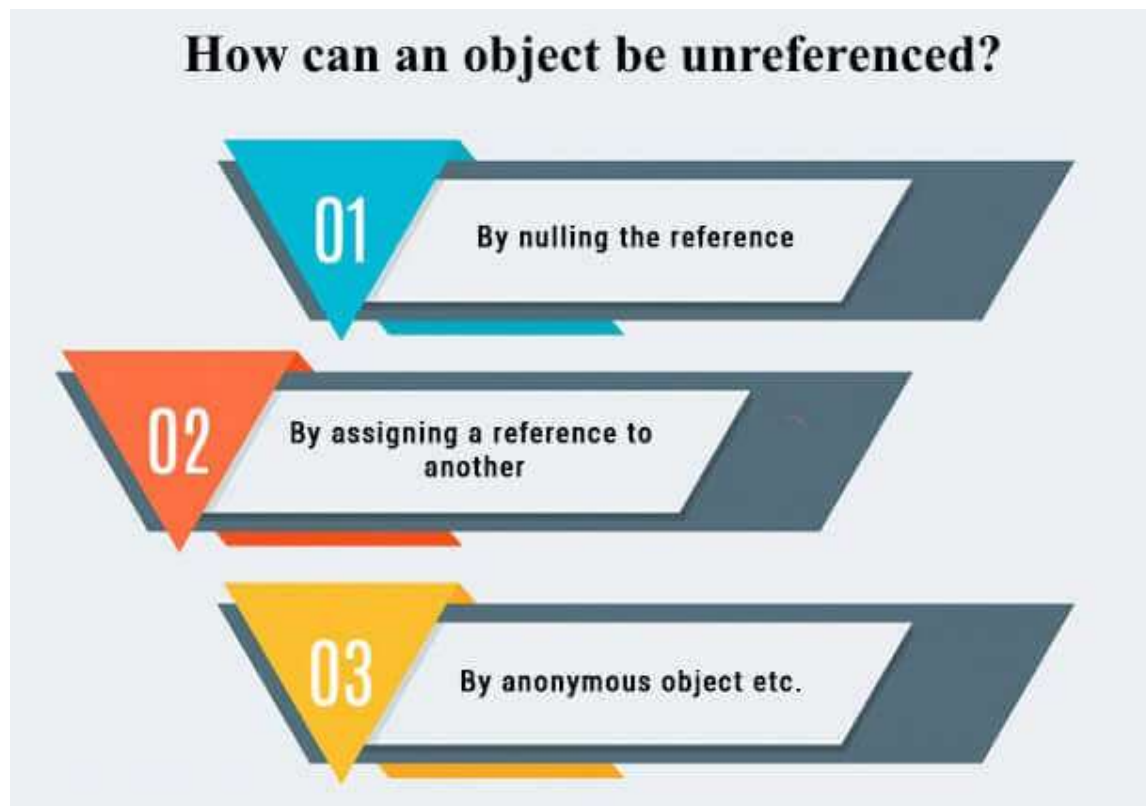 How can an object be unreferenced?
01
By nulling the reference
02
By assigning a reference to
another
03
By anonymous object etc.